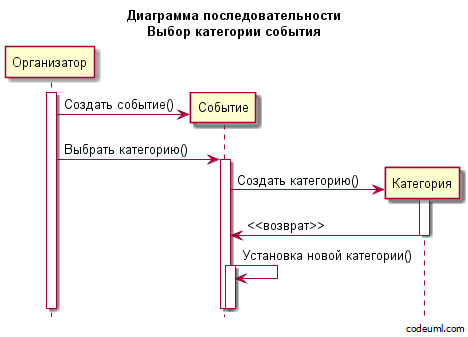 Диаграмма последовательности
Выбор категории события
Организатор
Создать событие()
Событие
Выбрать категорию()
Создать категорию()
Категория
<<возврат>>
Установка новой категории()
codeuml.com